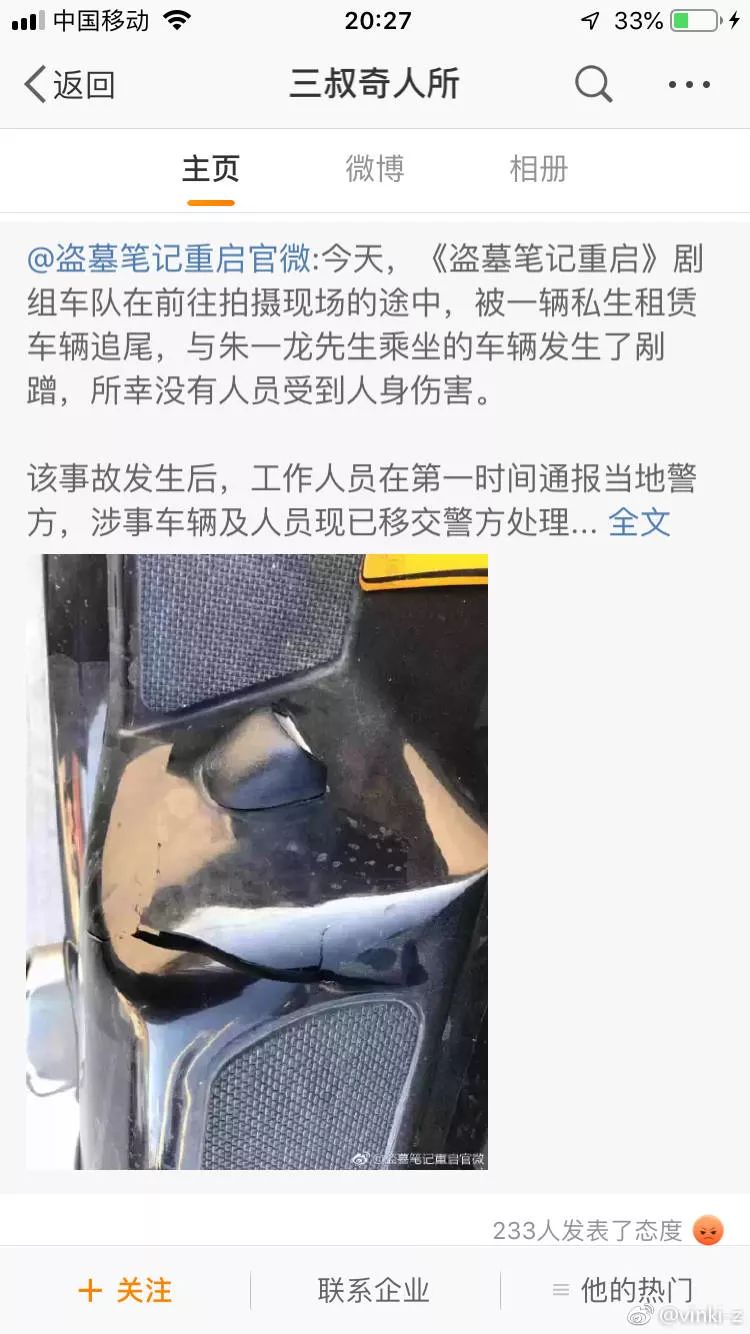 中国移动
20:27
33%
返回
三叔奇人所
主页
微博
相册
@盗墓笔记重启官微:今天，《盗墓笔记重启》剧
组车队在前往拍摄现场的途中，被一辆私生租赁
车辆追尾，与朱一龙先生乘坐的车辆发生了剐
蹭，所幸没有人员受到人身伤害。
该事故发生后，工作人员在第一时间通报当地警
方，涉事车辆及人员现已移交警方处理... 全文
@盗墓笔记重启官微
233人发表了态度
+ 关注
联系企业
他的热门
@vinki-z